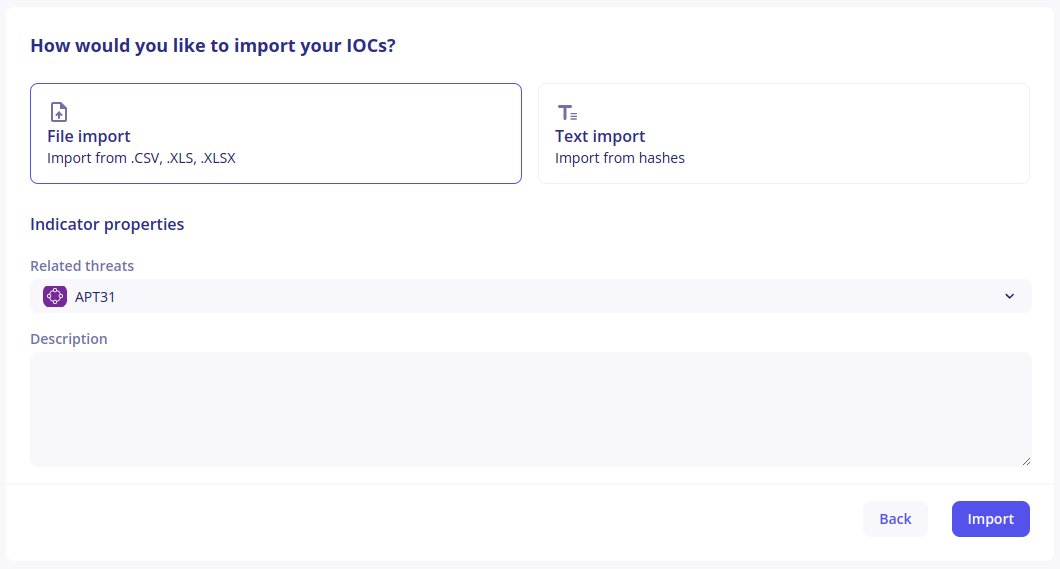 How would you like to import your IOCs?
File import
Import from .CSV, .XLS, .XLSX
Text import
Import from hashes
Indicator properties
Related threats
APT31
Description
Back
Import